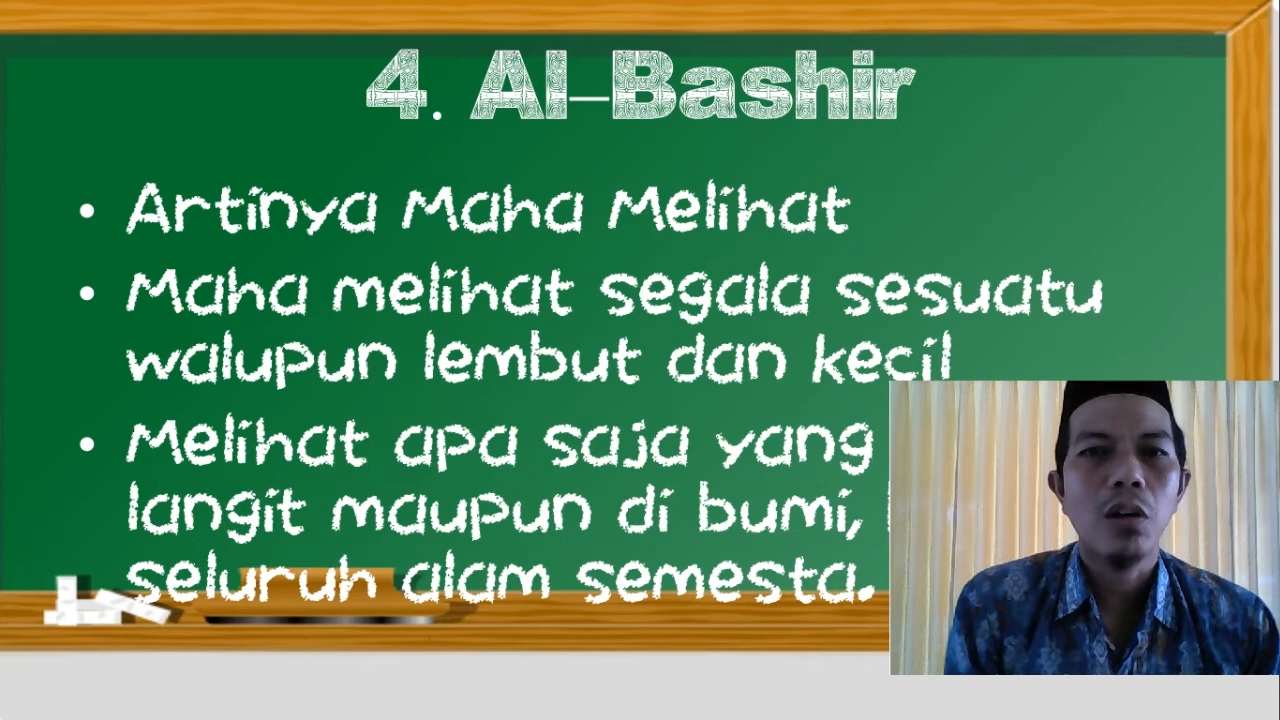 4. Al-Bashir
• Artinya Maha Melihat
• Maha melihat segala sesuatu
walupun lembut dan kecil
• Melihat apa saja yang
langit maupun di bumi,
seluruh alam semesta.